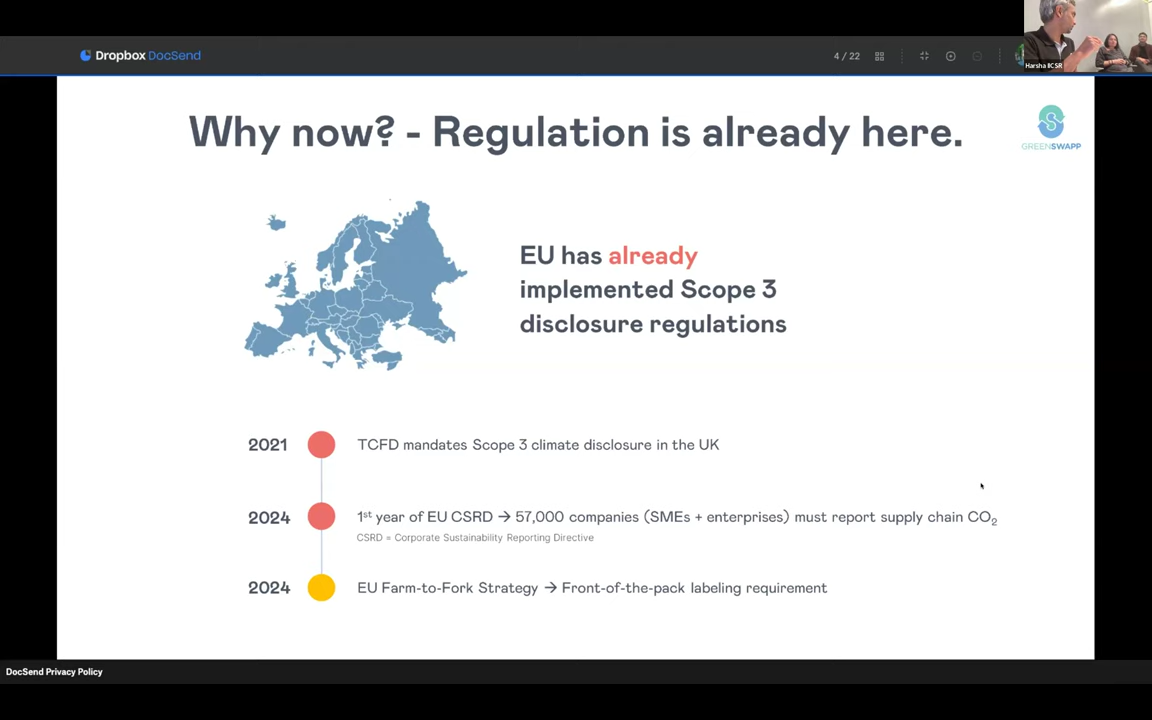 Dropbox DocSend
4 / 22
Harsha IICSR
Why now? - Regulation is already here.
GREENSWAPP
EU has already
implemented Scope 3
disclosure regulations
2021
TCFD mandates Scope 3 climate disclosure in the UK
2024
1st year of EU CSRD → 57,000 companies (SMEs + enterprises) must report supply chain CO₂
CSRD = Corporate Sustainability Reporting Directive
2024
EU Farm-to-Fork Strategy → Front-of-the-pack labeling requirement
DocSend Privacy Policy